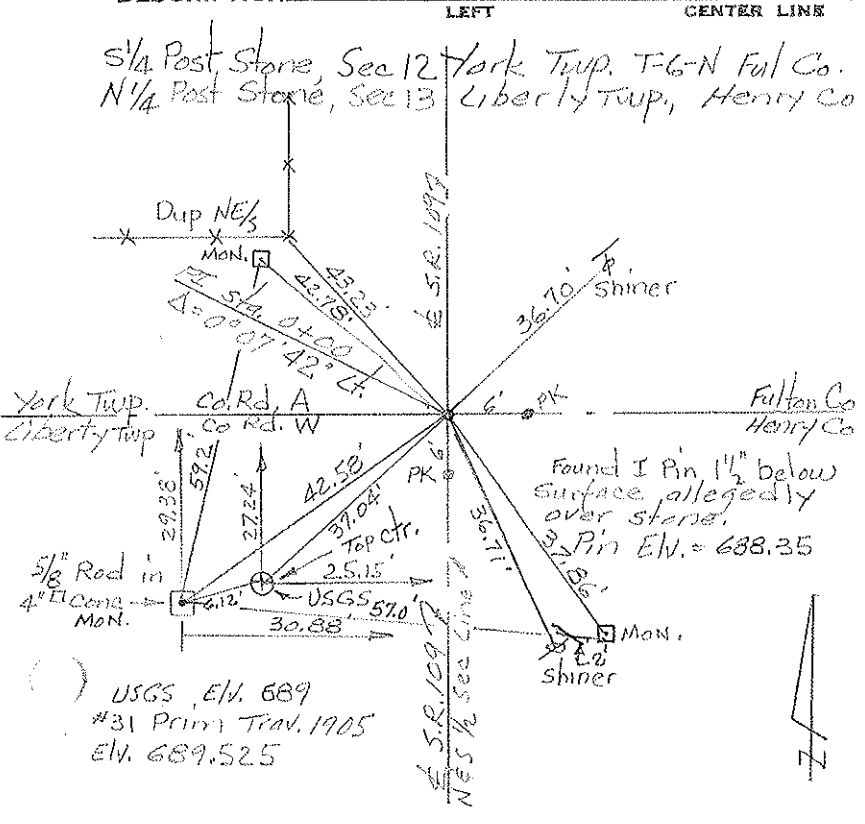 LEFT
CENTER LINE
S1/4 Post Stone, Sec 12 York Twp. T-6-N Ful Co.
N1/4 Post Stone, Sec 13 Liberty Twp., Henry Co
Dup NE/s
MON.
43.23'
42.78'
PI Sta. 0+00
Δ=0°07'42" Lt.
℄ S.R. 109
36.70'
Shiner
York Twp.
Liberty Twp
Co. Rd. A
Co Rd. W
6'
PK
Fulton Co
Henry Co
29.38'
59.2'
27.24'
42.58'
37.04'
6'
PK
Top Ctr.
36.71'
37.86'
Found I Pin 1½" below
surface, allegedly
over stone.
Pin Elv. = 688.35
5/8" Rod in
4" □ Conc
MON.
6.12'
25.15'
USGS
57.0'
30.88'
MON.
Shiner
℄ S.R. 109
N & S ½ Sec Line
USGS Elv. 689
#31 Prim Trav. 1905
Elv. 689.525
N